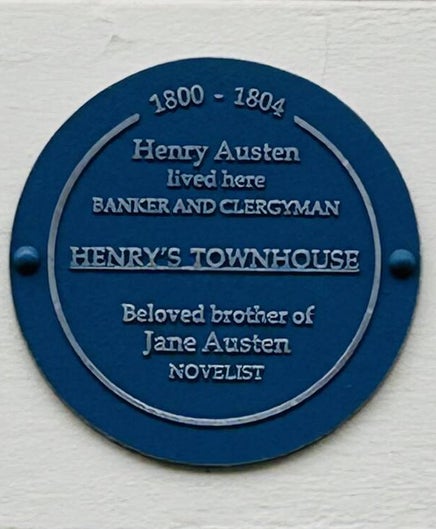 1800 - 1804
Henry Austen
lived here
BANKER AND CLERGYMAN
HENRY'S TOWNHOUSE
Beloved brother of
Jane Austen
NOVELIST